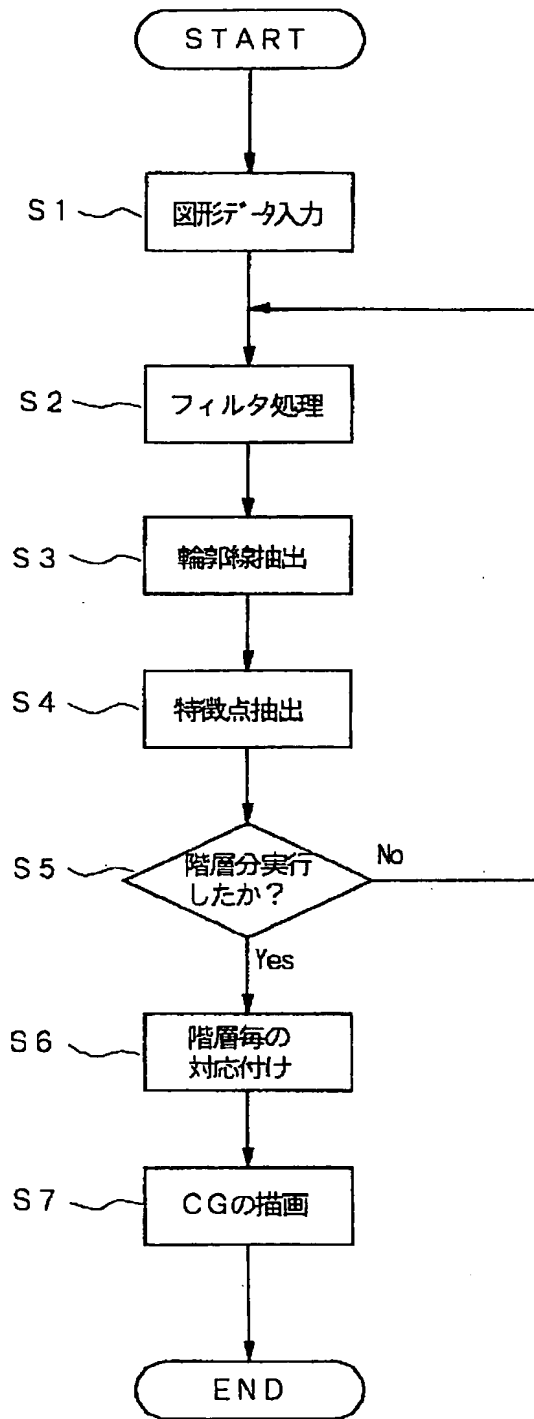 START
S1
図形データ入力
S2
フィルタ処理
S3
輪郭線抽出
S4
特徴点抽出
S5
階層分実行
したか？
No
Yes
S6
階層毎の
対応付け
S7
CGの描画
END